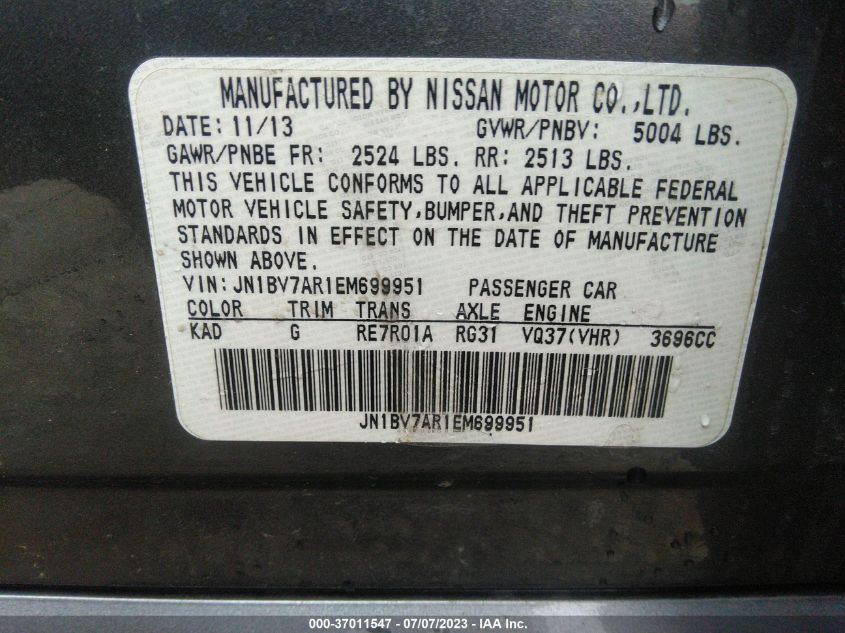 MANUFACTURED BY NISSAN MOTOR CO.,LTD.
DATE: 11/13 GVWR/PNBV: 5004 LBS.
GAWR/PNBE FR: 2524 LBS. RR: 2513 LBS.
THIS VEHICLE CONFORMS TO ALL APPLICABLE FEDERAL
MOTOR VEHICLE SAFETY,BUMPER,AND THEFT PREVENTION
STANDARDS IN EFFECT ON THE DATE OF MANUFACTURE
SHOWN ABOVE.
VIN: JN1BV7AR1EM699951 PASSENGER CAR
COLOR TRIM TRANS AXLE ENGINE
KAD G RE7R01A RG31 VQ37(VHR) 3696CC
JN1BV7AR1EM699951
000-37011547 - 07/07/2023 - IAA Inc.